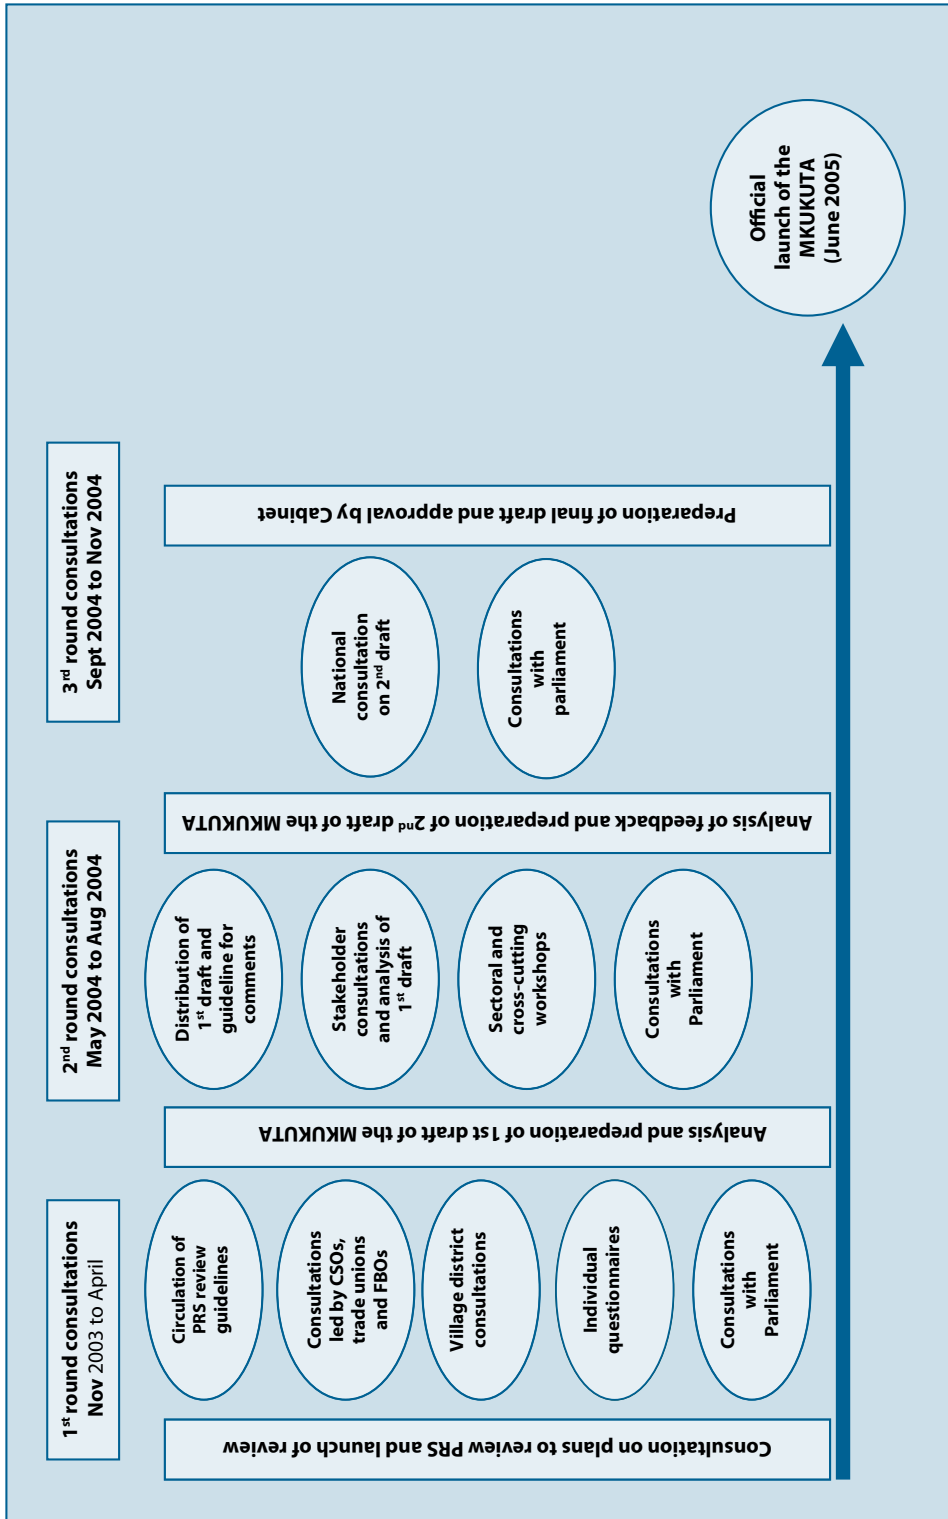 1st round consultations
Nov 2003 to April
2nd round consultations
May 2004 to Aug 2004
3rd round consultations
Sept 2004 to Nov 2004
Consultation on plans to review PRS and launch of review
Circulation of
PRS review
guidelines
Consultations
led by CSOs,
trade unions
and FBOs
Village district
consultations
Individual
questionnaires
Consultations
with
Parliament
Analysis and preparation of 1st draft of the MKUKUTA
Distribution of
1st draft and
guideline for
comments
Stakeholder
consultations
and analysis of
1st draft
Sectoral and
cross-cutting
workshops
Consultations
with
Parliament
Analysis of feedback and preparation of 2nd draft of the MKUKUTA
National
consultation
on 2nd draft
Consultations
with
parliament
Preparation of final draft and approval by Cabinet
Official
launch of the
MKUKUTA
(June 2005)